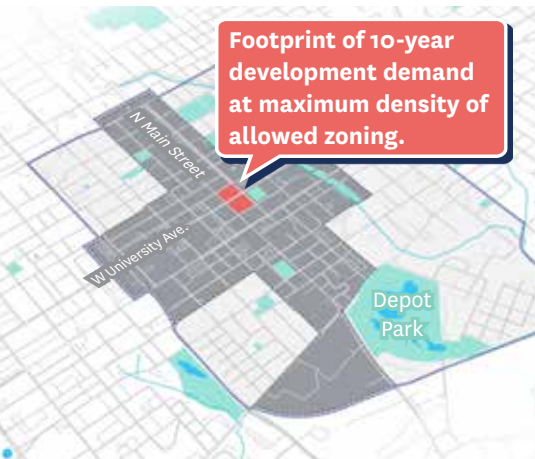 Footprint of 10-year
development demand
at maximum density of
allowed zoning.
N Main Street
W University Ave.
Depot
Park